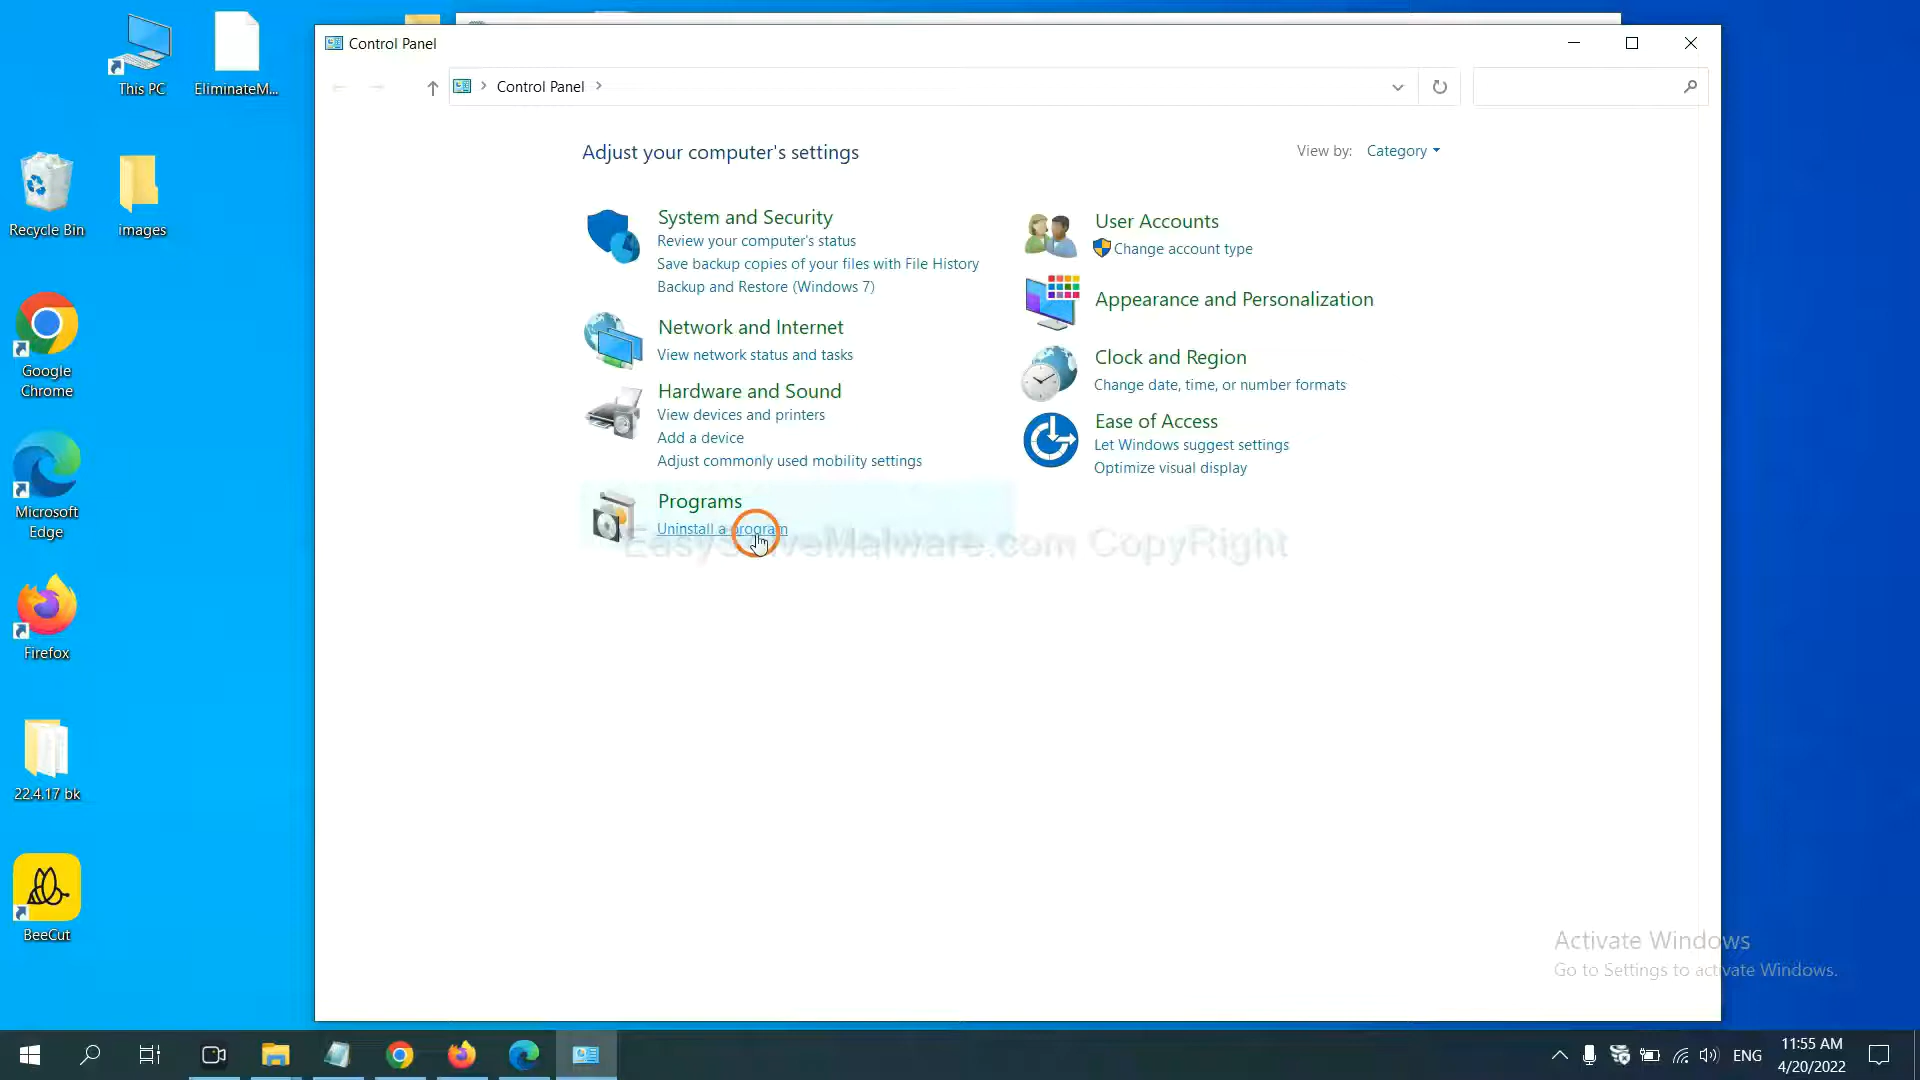 This PC
EliminateM...
Recycle Bin
images
Google
Chrome
Microsoft
Edge
Firefox
22.4.17 bk
BeeCut
Control Panel
Control Panel
Adjust your computer's settings
View by: Category
System and Security
Review your computer's status
Save backup copies of your files with File History
Backup and Restore (Windows 7)
Network and Internet
View network status and tasks
Hardware and Sound
View devices and printers
Add a device
Adjust commonly used mobility settings
Programs
Uninstall a program
User Accounts
Change account type
Appearance and Personalization
Clock and Region
Change date, time, or number formats
Ease of Access
Let Windows suggest settings
Optimize visual display
EasySolveMalware.com CopyRight
Activate Windows
Go to Settings to activate Windows.
ENG
11:55 AM
4/20/2022